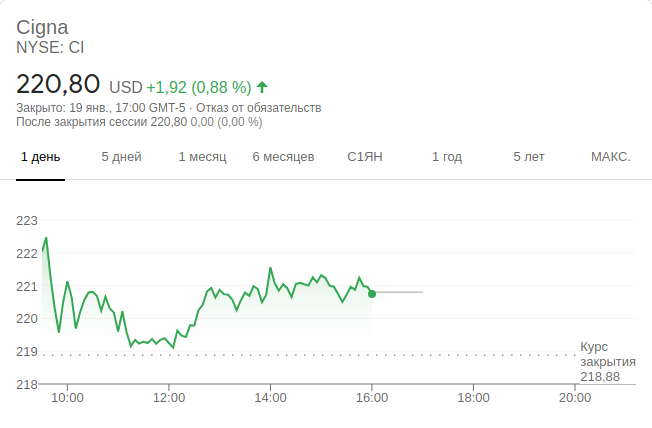 Cigna
NYSE: CI
220,80 USD +1,92 (0,88 %)
Закрыто: 19 янв., 17:00 GMT-5 · Отказ от обязательств
После закрытия сессии 220,80 0,00 (0,00 %)
1 день 5 дней 1 месяц 6 месяцев С1ЯН 1 год 5 лет МАКС.
223
222
221
220
219
218
Курс
закрытия
218,88
10:00 12:00 14:00 16:00 18:00 20:00